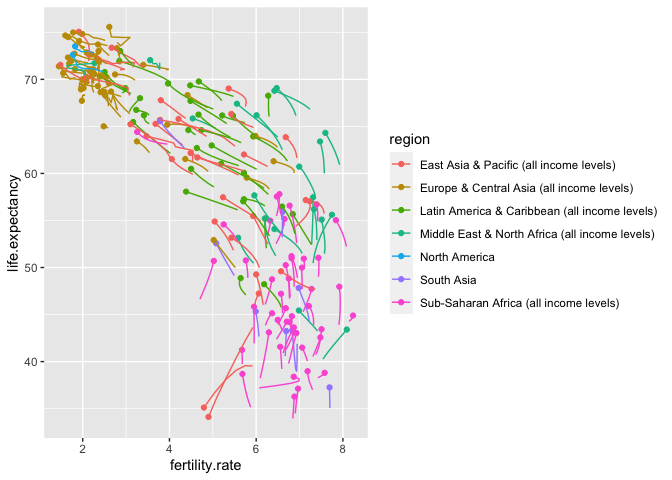 life.expectancy
70
60
50
40
2
4
6
8
fertility.rate
region
East Asia & Pacific (all income levels)
Europe & Central Asia (all income levels)
Latin America & Caribbean (all income levels)
Middle East & North Africa (all income levels)
North America
South Asia
Sub-Saharan Africa (all income levels)